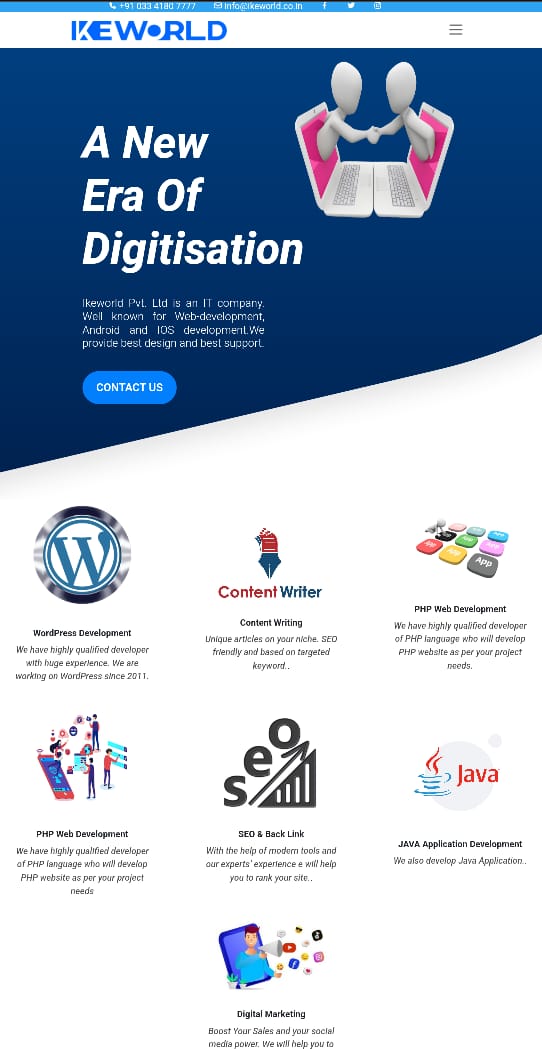 +91 033 4180 7777 info@ikeworld.co.in
IKEWORLD
A New
Era Of
Digitisation
Ikeworld Pvt. Ltd is an IT company.
Well known for Web-development,
Android and IOS development.We
provide best design and best support.
CONTACT US
W
WordPress Development
We have highly qualified developer
with huge experience. We are
working on WordPress since 2011.
Content Writer
Content Writing
Unique articles on your niche. SEO
friendly and based on targeted
keyword..
App
App
App
App
PHP Web Development
We have highly qualified developer
of PHP language who will develop
PHP website as per your project
needs.
PHP Web Development
We have highly qualified developer
of PHP language who will develop
PHP website as per your project
needs
seo
SEO & Back Link
With the help of modern tools and
our experts' experience e will help
you to rank your site..
Java
JAVA Application Development
We also develop Java Application..
Digital Marketing
Boost Your Sales and your social
media power. We will help you to